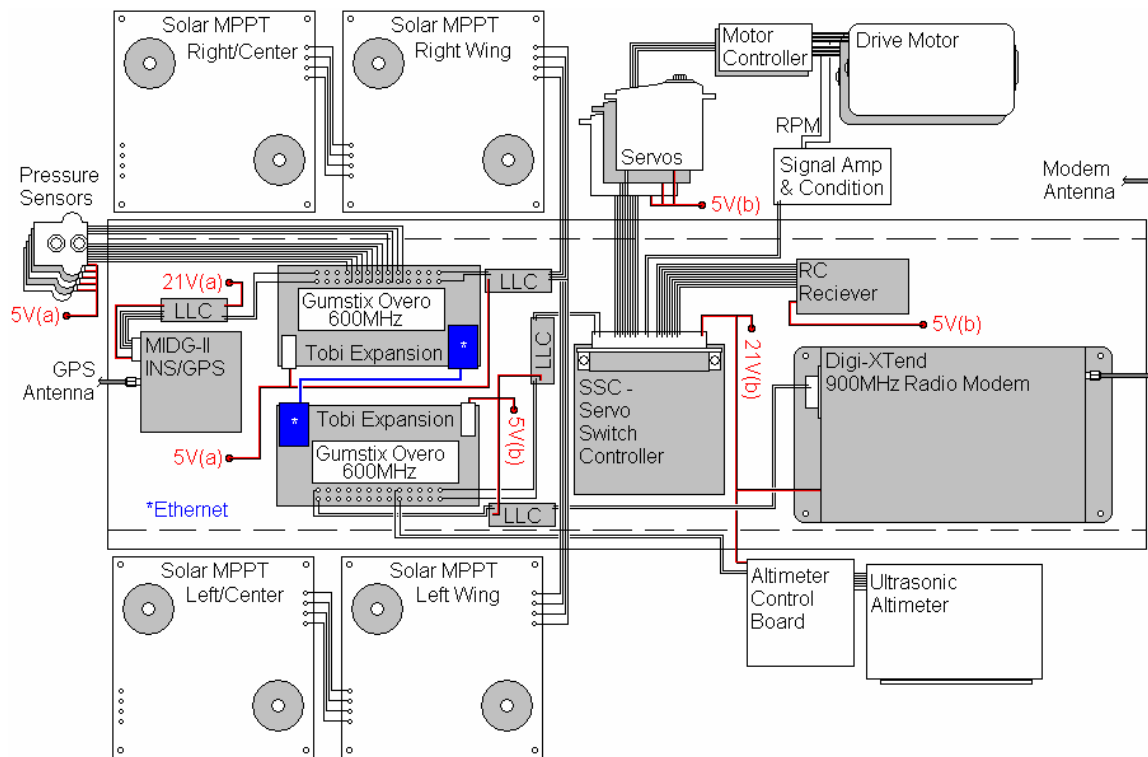 Solar MPPT
Right/Center
Solar MPPT
Right Wing
Motor
Controller
Drive Motor
RPM
Servos
Signal Amp
& Condition
Modem
Antenna
Pressure
Sensors
5V(b)
21V(a)
LLC
5V(a)
Gumstix Overo
600MHz
LLC
RC
Reciever
5V(b)
MIDG-II
INS/GPS
GPS
Antenna
*
Tobi Expansion
LLC
21V(b)
Digi-XTend
900MHz Radio Modem
SSC -
Servo
Switch
Controller
*
Tobi Expansion
5V(b)
5V(a)
Gumstix Overo
600MHz
*Ethernet
LLC
Solar MPPT
Left/Center
Solar MPPT
Left Wing
Altimeter
Control
Board
Ultrasonic
Altimeter